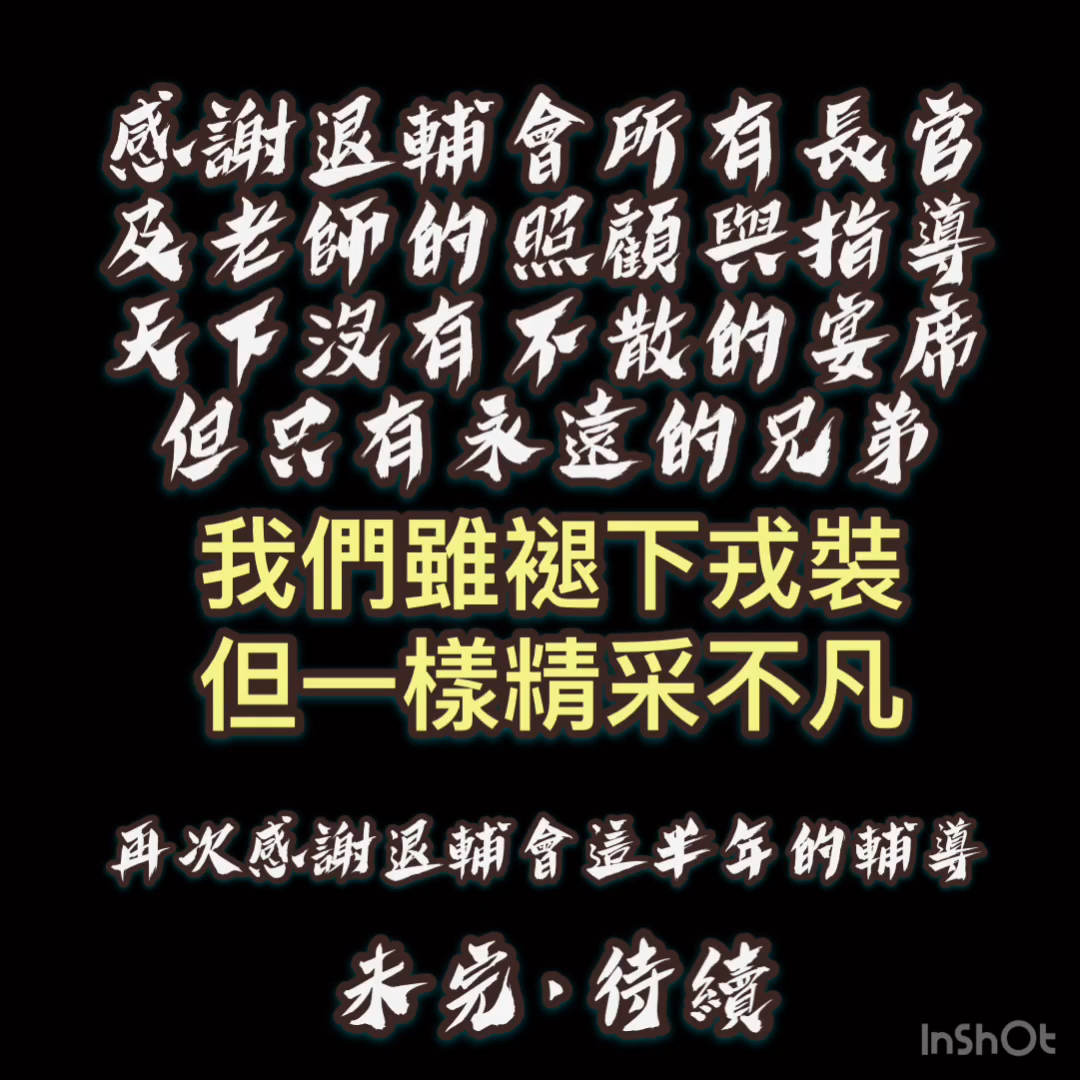 感謝退輔會所有長官
及老師的照顧與指導
天下沒有不散的宴席
但只有永遠的兄弟
我們雖褪下戎裝
但一樣精采不凡
再次感謝退輔會這半年的輔導
未完、待續
InShOt